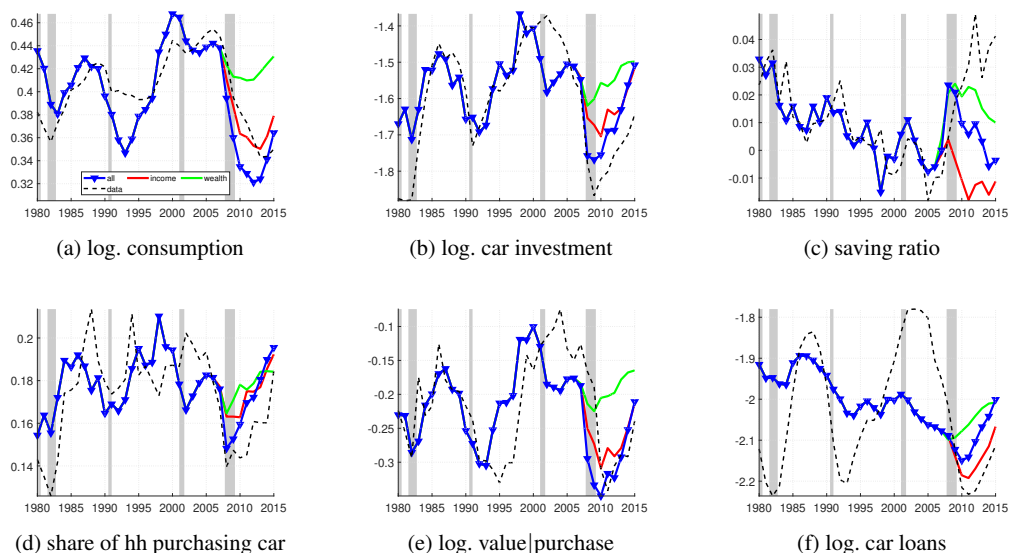 0.46
0.44
0.42
0.4
0.38
0.36
0.34
0.32
all
income
wealth
data
1980 1985 1990 1995 2000 2005 2010 2015
(a) log. consumption
-1.4
-1.5
-1.6
-1.7
-1.8
1980 1985 1990 1995 2000 2005 2010 2015
(b) log. car investment
0.04
0.03
0.02
0.01
0
-0.01
1980 1985 1990 1995 2000 2005 2010 2015
(c) saving ratio
0.2
0.18
0.16
0.14
1980 1985 1990 1995 2000 2005 2010 2015
(d) share of hh purchasing car
-0.1
-0.15
-0.2
-0.25
-0.3
1980 1985 1990 1995 2000 2005 2010 2015
(e) log. value|purchase
-1.8
-1.9
-2
-2.1
-2.2
1980 1985 1990 1995 2000 2005 2010 2015
(f) log. car loans